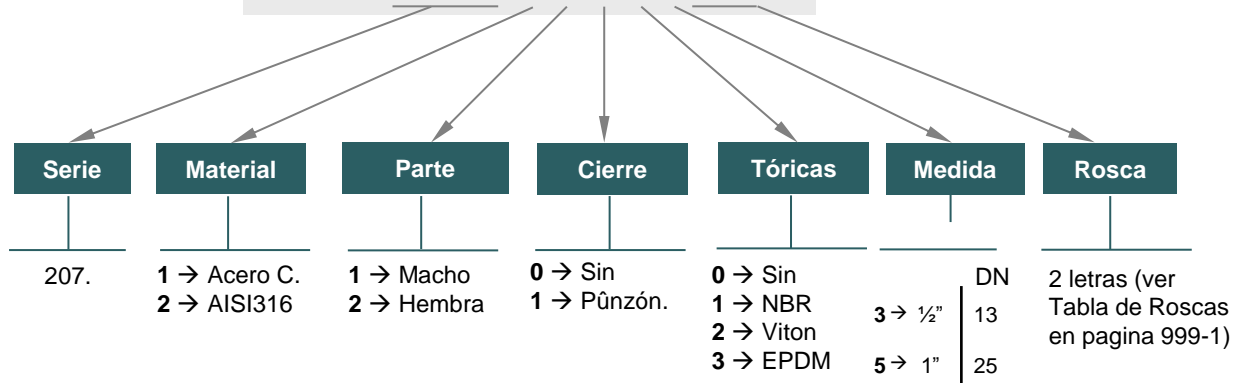 Serie
Material
Parte
Cierre
Tóricas
Medida
Rosca
207.
1 → Acero C.
2 → AISI316
1 → Macho
2 → Hembra
0 → Sin
1 → Pûnzón.
0 → Sin
1 → NBR
2 → Viton
3 → EPDM
DN
3 → ½” 13
5 → 1” 25
2 letras (ver
Tabla de Roscas
en pagina 999-1)